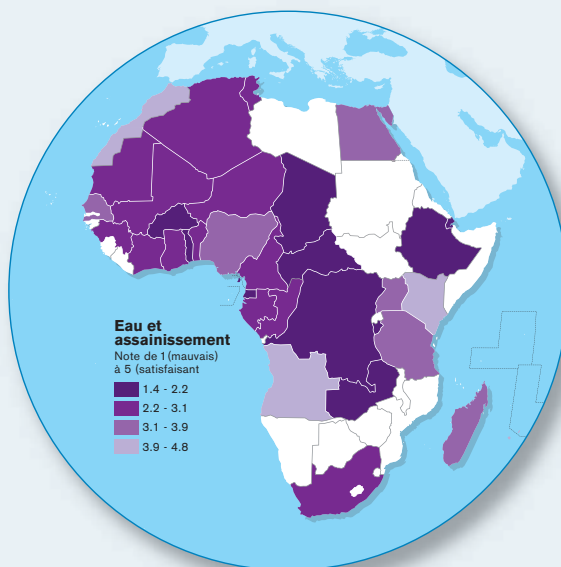 Eau et
assainissement
Note de 1 (mauvais)
à 5 (satisfaisant
1.4 - 2.2
2.2 - 3.1
3.1 - 3.9
3.9 - 4.8